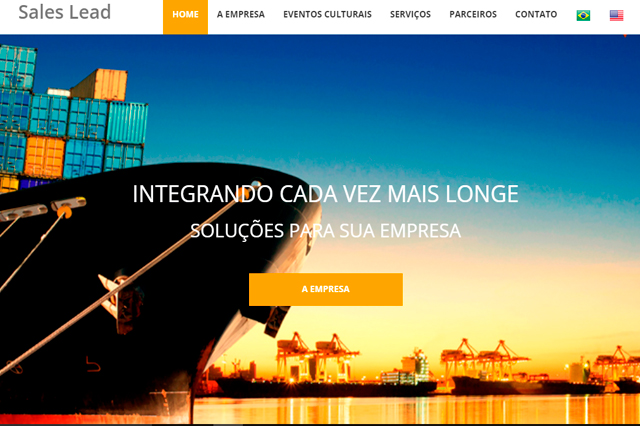 Sales Lead
HOME A EMPRESA EVENTOS CULTURAIS SERVIÇOS PARCEIROS CONTATO
INTEGRANDO CADA VEZ MAIS LONGE
SOLUÇÕES PARA SUA EMPRESA
A EMPRESA